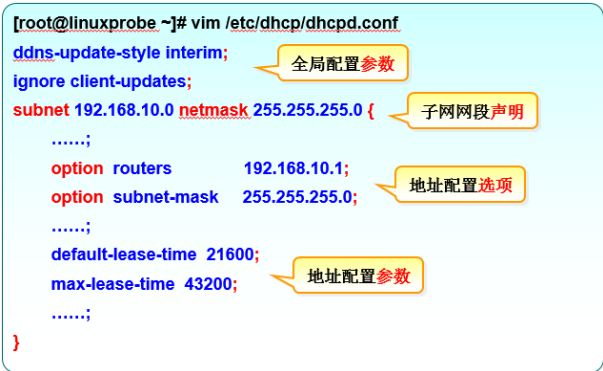 [root@linuxprobe ~]# vim /etc/dhcp/dhcpd.conf
ddns-update-style interim;
全局配置参数
ignore client-updates;
subnet 192.168.10.0 netmask 255.255.255.0 {
子网网段声明
……;
option routers 192.168.10.1;
地址配置选项
option subnet-mask 255.255.255.0;
……;
default-lease-time 21600;
地址配置参数
max-lease-time 43200;
……;
}